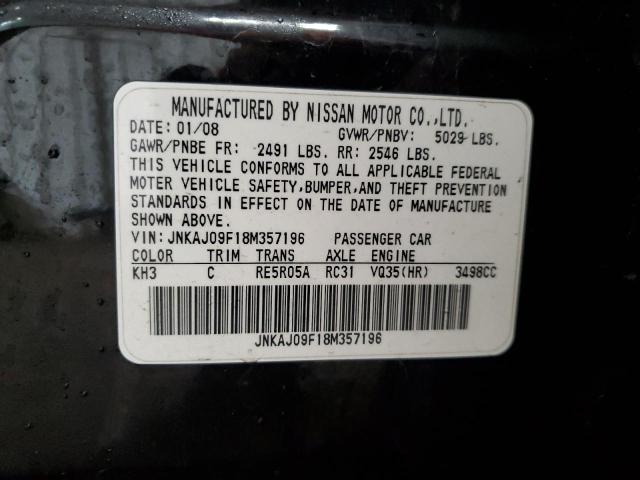 MANUFACTURED BY NISSAN MOTOR CO.,LTD.
DATE: 01/08 GVWR/PNBV: 5029 LBS.
GAWR/PNBE FR: 2491 LBS. RR: 2546 LBS.
THIS VEHICLE CONFORMS TO ALL APPLICABLE FEDERAL
MOTER VEHICLE SAFETY,BUMPER,AND THEFT PREVENTION
STANDARDS IN EFFECT ON THE DATE OF MANUFACTURE
SHOWN ABOVE.
VIN: JNKAJ09F18M357196 PASSENGER CAR
COLOR TRIM TRANS AXLE ENGINE
KH3 C RE5R05A RC31 VQ35(HR) 3498CC
JNKAJ09F18M357196